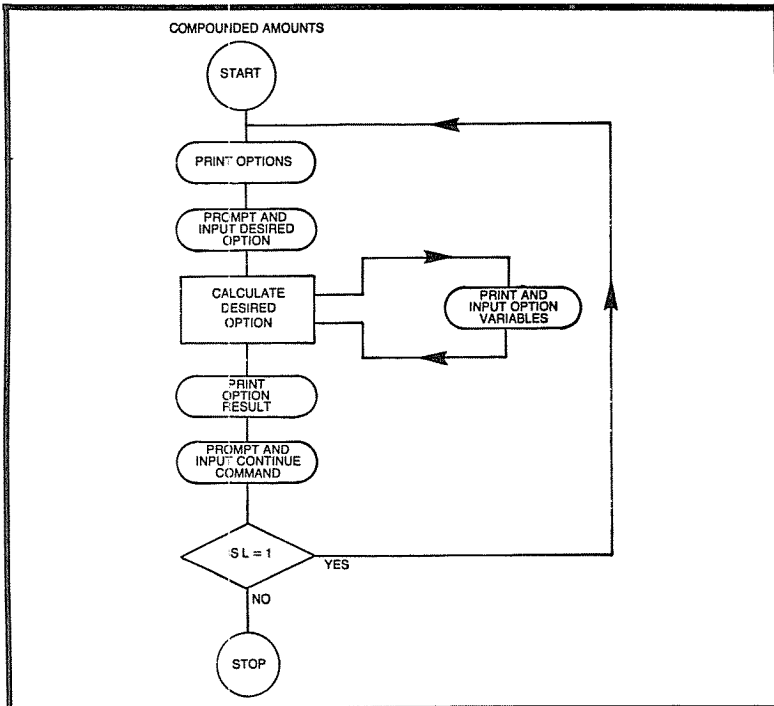 COMPOUNDED AMOUNTS
START
PRINT OPTIONS
PROMPT AND
INPUT DESIRED
OPTION
CALCULATE
DESIRED
OPTION
PRINT AND
INPUT OPTION
VARIABLES
PRINT
OPTION
RESULT
PROMPT AND
INPUT CONTINUE
COMMAND
SL = 1
YES
NO
STOP